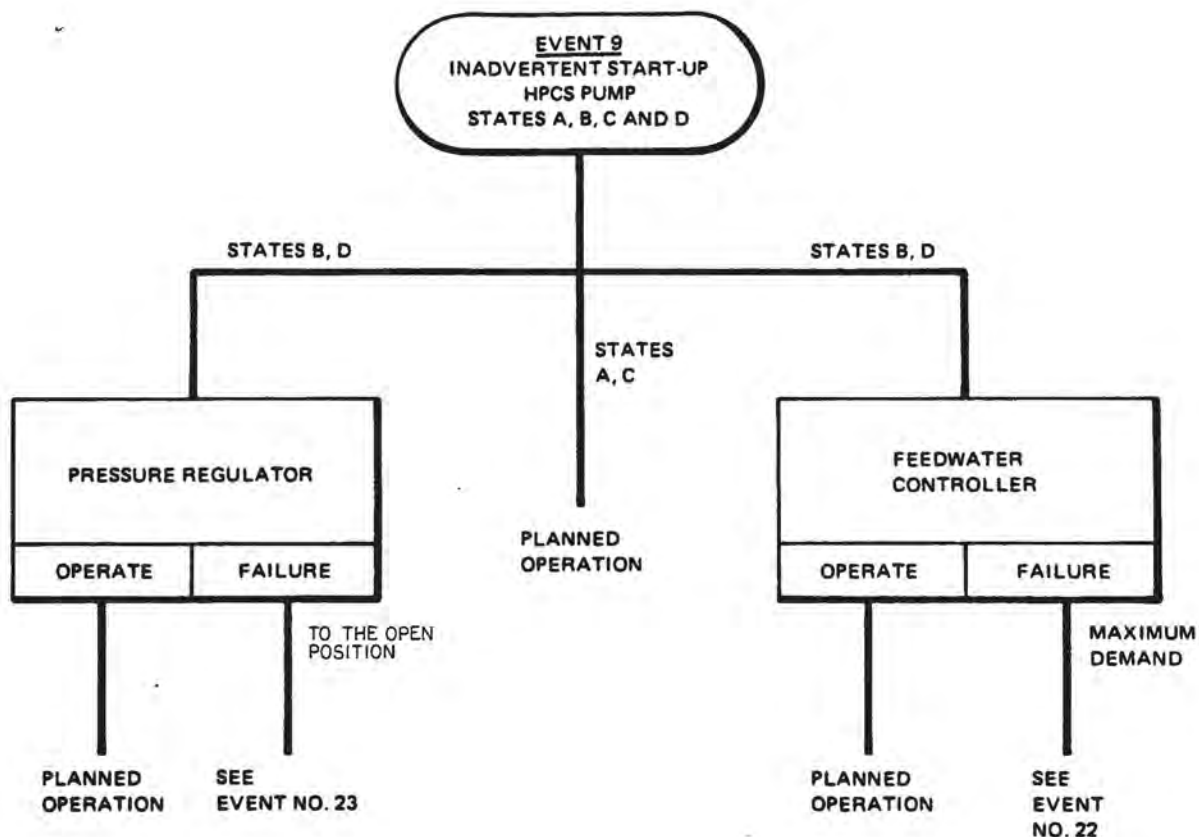 EVENT 9
INADVERTENT START-UP
HPCS PUMP
STATES A, B, C AND D
STATES B, D
STATES B, D
STATES
A, C
PRESSURE REGULATOR
OPERATE
FAILURE
FEEDWATER
CONTROLLER
OPERATE
FAILURE
PLANNED
OPERATION
TO THE OPEN
POSITION
MAXIMUM
DEMAND
PLANNED
OPERATION
SEE
EVENT NO. 23
PLANNED
OPERATION
SEE
EVENT
NO. 22